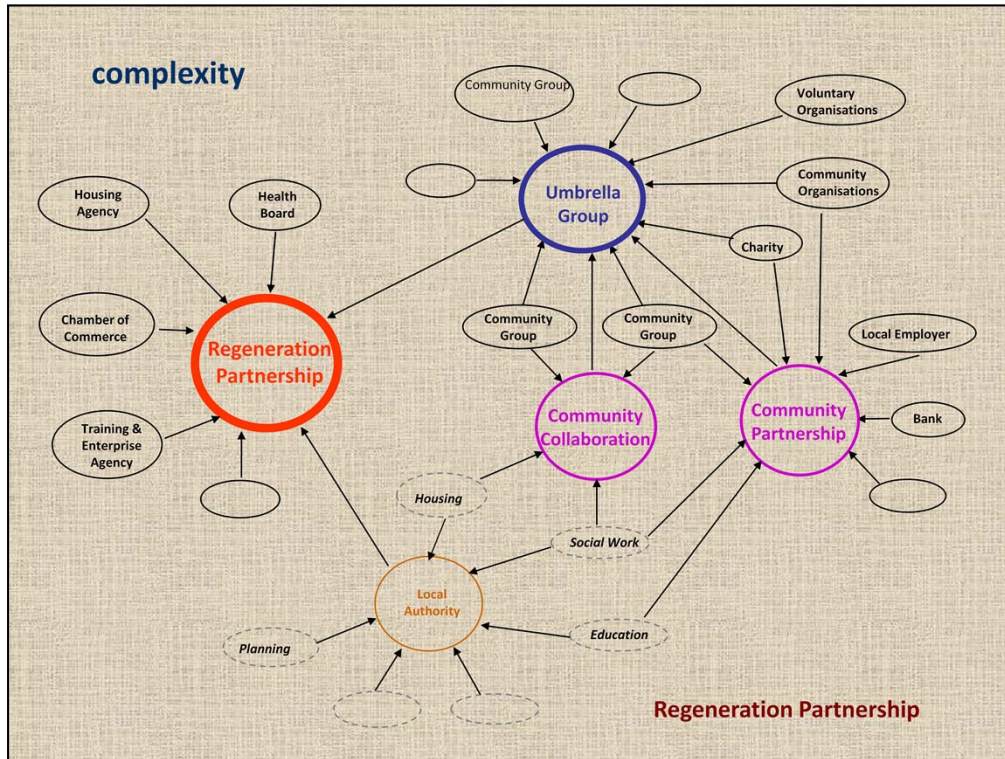 complexity
Community Group
Voluntary
Organisations
Housing
Agency
Health
Board
Umbrella
Group
Community
Organisations
Charity
Chamber of
Commerce
Regeneration
Partnership
Community
Group
Community
Group
Local Employer
Training &
Enterprise
Agency
Community
Collaboration
Community
Partnership
Bank
Housing
Social Work
Local
Authority
Planning
Education
Regeneration Partnership